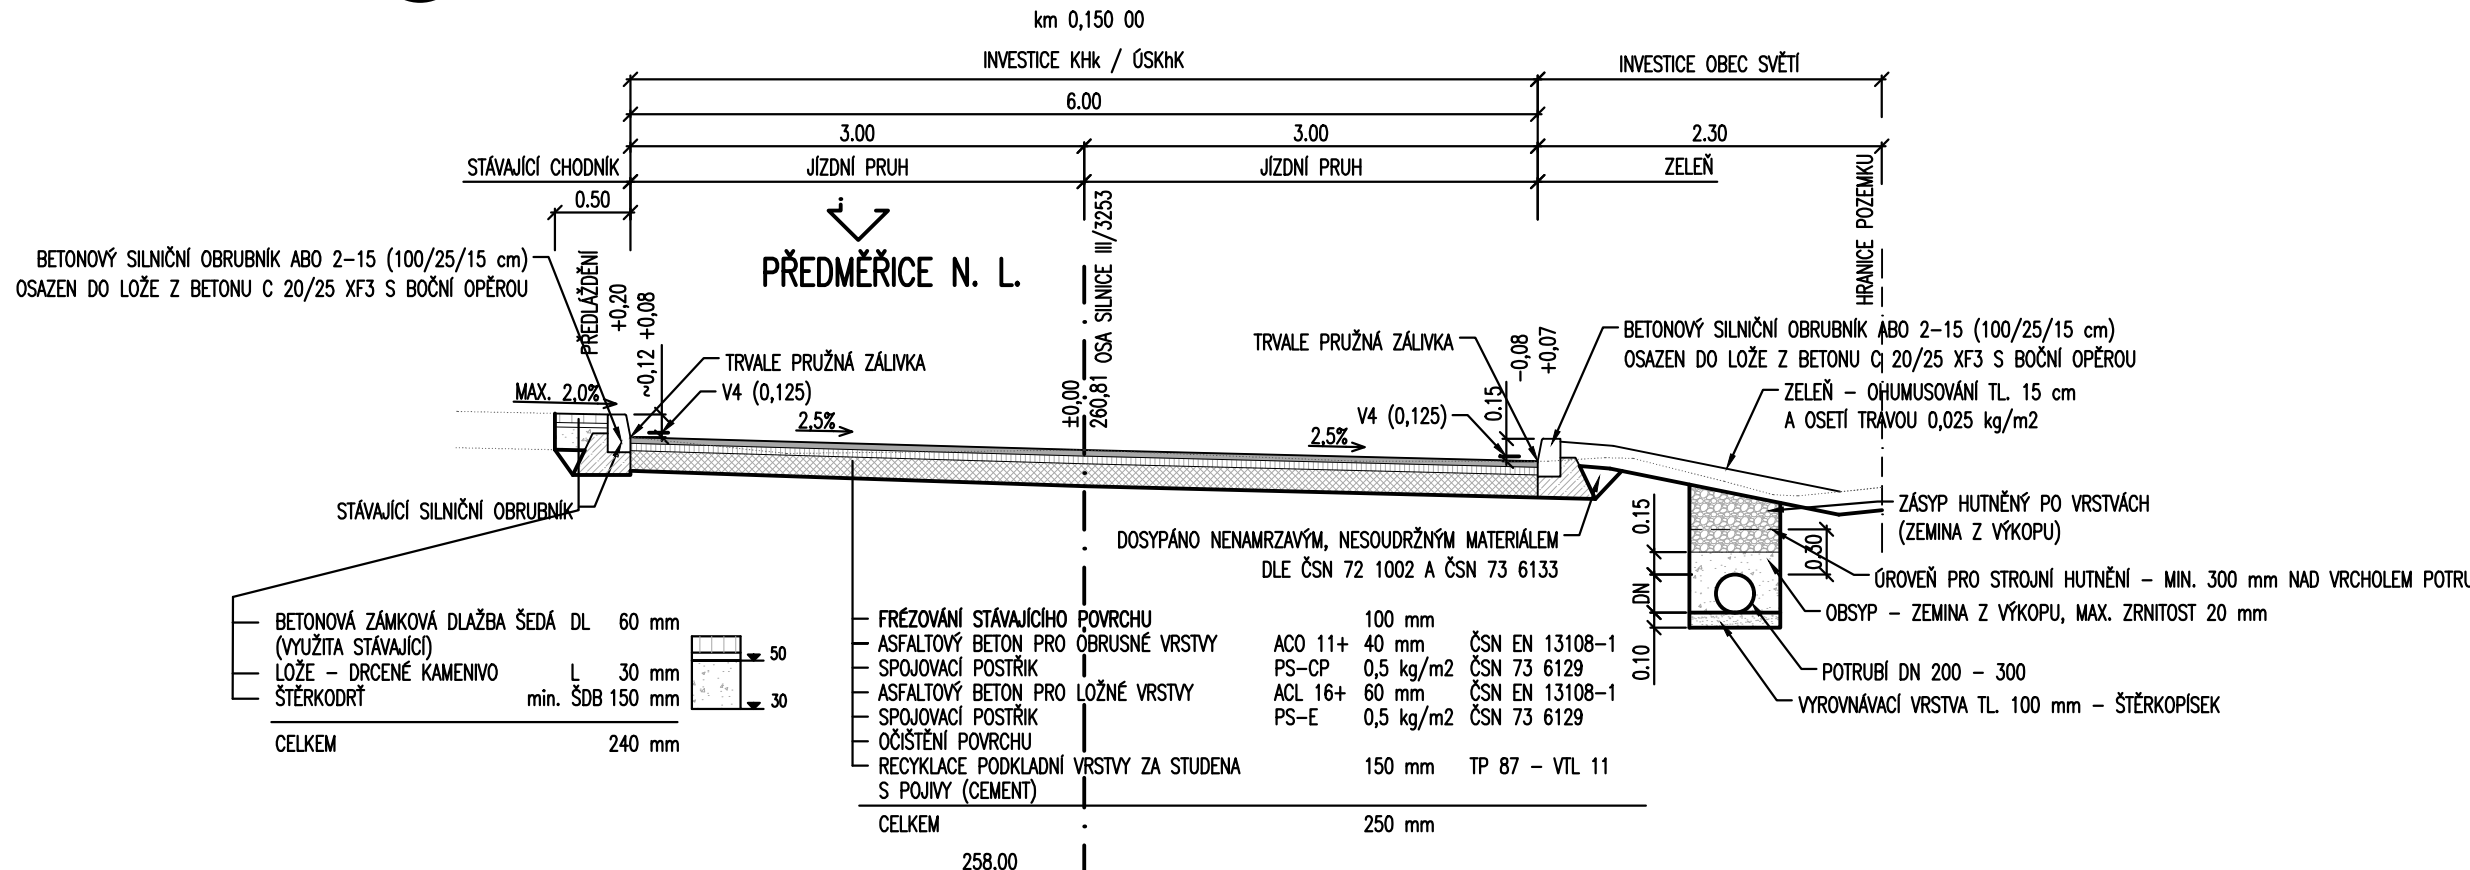 km 0,150 00
INVESTICE KHk / ÚSKhK
INVESTICE OBEC SVĚTÍ
6.00
3.00
3.00
2.30
STÁVAJÍCÍ CHODNÍK
JÍZDNÍ PRUH
JÍZDNÍ PRUH
ZELEŇ
0.50
HRANICE POZEMKU
BETONOVÝ SILNIČNÍ OBRUBNÍK ABO 2-15 (100/25/15 cm)
OSAZEN DO LOŽE Z BETONU C 20/25 XF3 S BOČNÍ OPĚROU
PŘEDLÁŽDĚNÍ
+0,20
~0,12 +0,08
PŘEDMĚŘICE N. L.
±0,00
260,81 OSA SILNICE III/3253
TRVALE PRUŽNÁ ZÁLIVKA
V4 (0,125)
MAX. 2,0%
2,5%
TRVALE PRUŽNÁ ZÁLIVKA
V4 (0,125)
2,5%
0.15
-0,08
+0,07
BETONOVÝ SILNIČNÍ OBRUBNÍK ABO 2-15 (100/25/15 cm)
OSAZEN DO LOŽE Z BETONU C 20/25 XF3 S BOČNÍ OPĚROU
ZELEŇ - OHUMUSOVÁNÍ TL. 15 cm
A OSETÍ TRÁVOU 0,025 kg/m2
STÁVAJÍCÍ SILNIČNÍ OBRUBNÍK
DOSYPÁNO NENAMRZAVÝM, NESOUDRŽNÝM MATERIÁLEM
DLE ČSN 72 1002 A ČSN 73 6133
0.15
DN
0.10
0.30
ZÁSYP HUTNĚNÝ PO VRSTVÁCH
(ZEMINA Z VÝKOPU)
ÚROVEŇ PRO STROJNÍ HUTNĚNÍ - MIN. 300 mm NAD VRCHOLEM POTRU
OBSYP - ZEMINA Z VÝKOPU, MAX. ZRNITOST 20 mm
POTRUBÍ DN 200 - 300
VYROVNÁVACÍ VRSTVA TL. 100 mm - ŠTĚRKOPÍSEK
BETONOVÁ ZÁMKOVÁ DLAŽBA ŠEDÁ DL 60 mm
(VYUŽITA STÁVAJÍCÍ)
LOŽE - DRCENÉ KAMENIVO L 30 mm
ŠTĚRKODRŤ min. ŠDB 150 mm
CELKEM 240 mm
50
30
FRÉZOVÁNÍ STÁVAJÍCÍHO POVRCHU 100 mm
ASFALTOVÝ BETON PRO OBRUSNÉ VRSTVY ACO 11+ 40 mm ČSN EN 13108-1
SPOJOVACÍ POSTŘIK PS-CP 0,5 kg/m2 ČSN 73 6129
ASFALTOVÝ BETON PRO LOŽNÉ VRSTVY ACL 16+ 60 mm ČSN EN 13108-1
SPOJOVACÍ POSTŘIK PS-E 0,5 kg/m2 ČSN 73 6129
OČIŠTĚNÍ POVRCHU
RECYKLACE PODKLADNÍ VRSTVY ZA STUDENA 150 mm TP 87 - VTL 11
S POJIVY (CEMENT)
CELKEM 250 mm
258,00